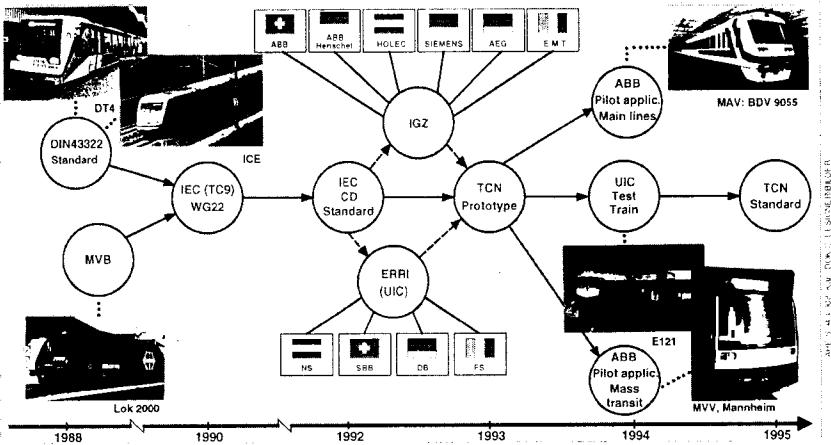 ABB
ABB
Henschel
HOLEC
SIEMENS
AEG
E M T
DT4
ICE
MAV: BDV 9055
DIN43322
Standard
IGZ
ABB
Pilot applic.
Main lines
IEC (TC9)
WG22
IEC
CD
Standard
TCN
Prototype
UIC
Test
Train
TCN
Standard
MVB
ERRI
(UIC)
NS
SBB
DB
FS
E121
ABB
Pilot applic.
Mass
transit
Lok 2000
MVV, Mannheim
1988
1990
1992
1993
1994
1995